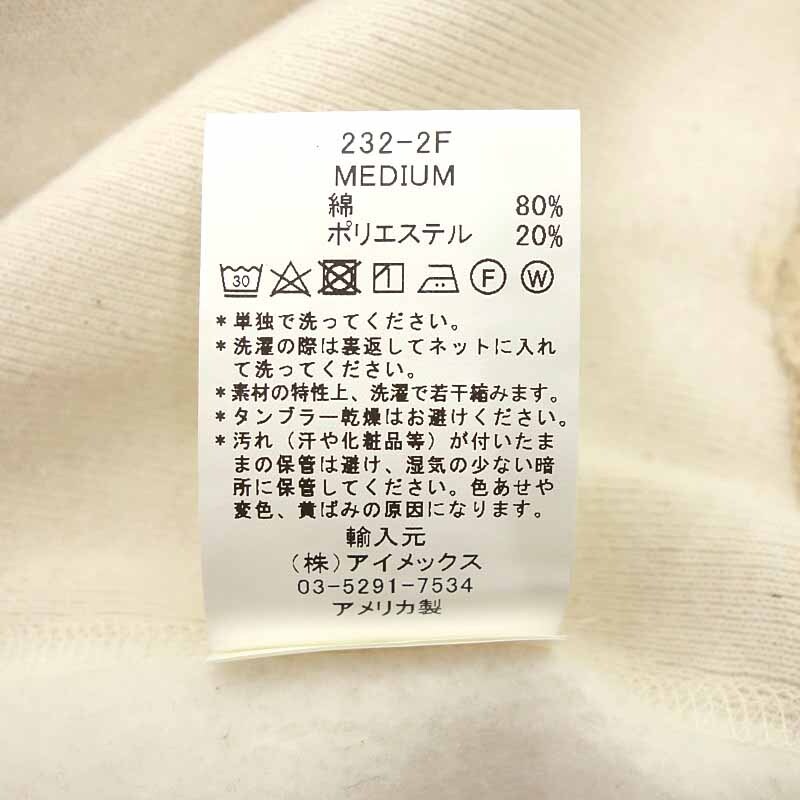 232-2F
MEDIUM
綿 80%
ポリエステル 20%
30 F W
*単独で洗ってください。
*洗濯の際は裏返してネットに入れ
て洗ってください。
*素材の特性上、洗濯で若干縮みます。
*タンブラー乾燥はお避けください。
*汚れ（汗や化粧品等）が付いたま
まの保管は避け、湿気の少ない暗
所に保管してください。色あせや
変色、黄ばみの原因になります。
輸入元
（株）アイメックス
03-5291-7534
アメリカ製